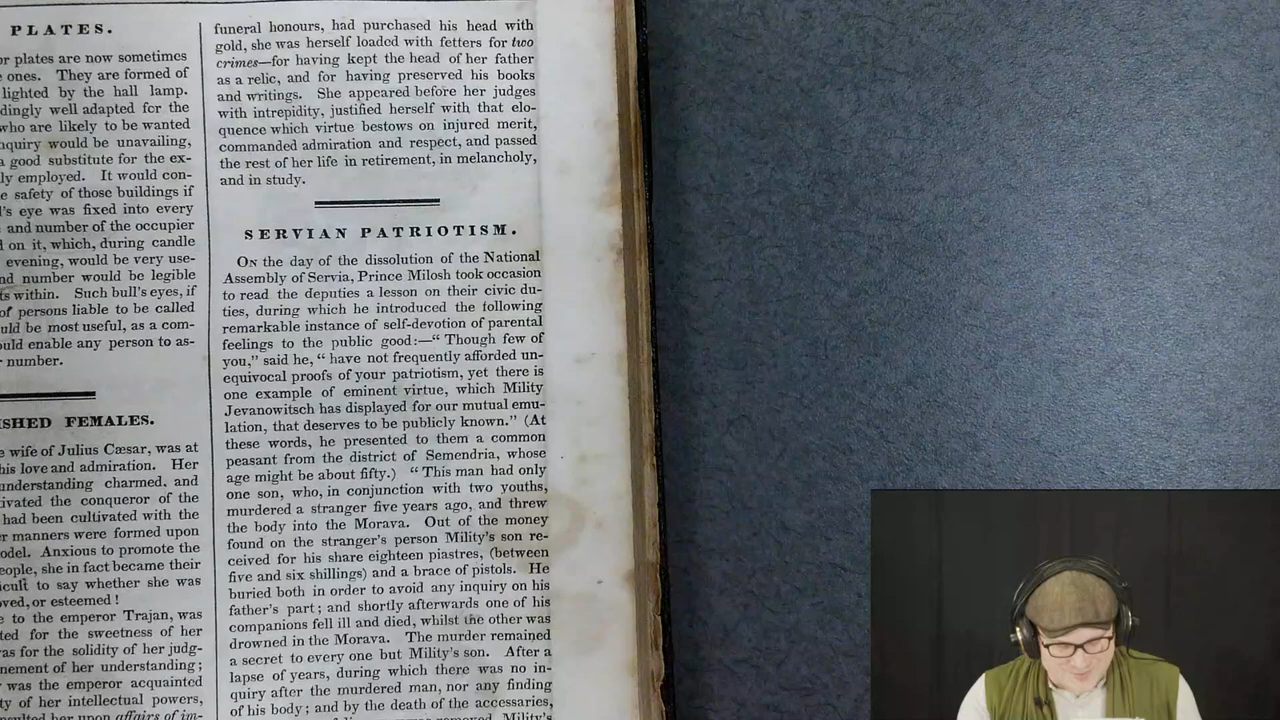 PLATES.
or plates are now sometimes
ones. They are formed of
lighted by the hall lamp.
dingly well adapted for the
who are likely to be wanted
nquiry would be unavailing,
a good substitute for the ex-
ly employed. It would con-
e safety of those buildings if
l's eye was fixed into every
and number of the occupier
d on it, which, during candle
evening, would be very use-
nd number would be legible
ts within. Such bull's eyes, if
of persons liable to be called
uld be most useful, as a com-
ould enable any person to as-
number.
ISHED FEMALES.
e wife of Julius Cæsar, was at
his love and admiration. Her
understanding charmed, and
ivated the conqueror of the
had been cultivated with the
r manners were formed upon
odel. Anxious to promote the
eople, she in fact became their
icult to say whether she was
oved, or esteemed!
e to the emperor Trajan, was
ted for the sweetness of her
as for the solidity of her judg-
nement of her understanding;
was the emperor acquainted
ty of her intellectual powers,
nsulted her upon affairs of im-
funeral honours, had purchased his head with
gold, she was herself loaded with fetters for two
crimes—for having kept the head of her father
as a relic, and for having preserved his books
and writings. She appeared before her judges
with intrepidity, justified herself with that elo-
quence which virtue bestows on injured merit,
commanded admiration and respect, and passed
the rest of her life in retirement, in melancholy,
and in study.
SERVIAN PATRIOTISM.
On the day of the dissolution of the National
Assembly of Servia, Prince Milosh took occasion
to read the deputies a lesson on their civic du-
ties, during which he introduced the following
remarkable instance of self-devotion of parental
feelings to the public good:—“ Though few of
you,” said he, “ have not frequently afforded un-
equivocal proofs of your patriotism, yet there is
one example of eminent virtue, which Mility
Jevanowitsch has displayed for our mutual emu-
lation, that deserves to be publicly known.” (At
these words, he presented to them a common
peasant from the district of Semendria, whose
age might be about fifty.) “ This man had only
one son, who, in conjunction with two youths,
murdered a stranger five years ago, and threw
the body into the Morava. Out of the money
found on the stranger's person Mility's son re-
ceived for his share eighteen piastres, (between
five and six shillings) and a brace of pistols. He
buried both in order to avoid any inquiry on his
father's part; and shortly afterwards one of his
companions fell ill and died, whilst the other was
drowned in the Morava. The murder remained
a secret to every one but Mility's son. After a
lapse of years, during which there was no in-
quiry after the murdered man, nor any finding
of his body; and by the death of the accessaries,
removed, Mility's